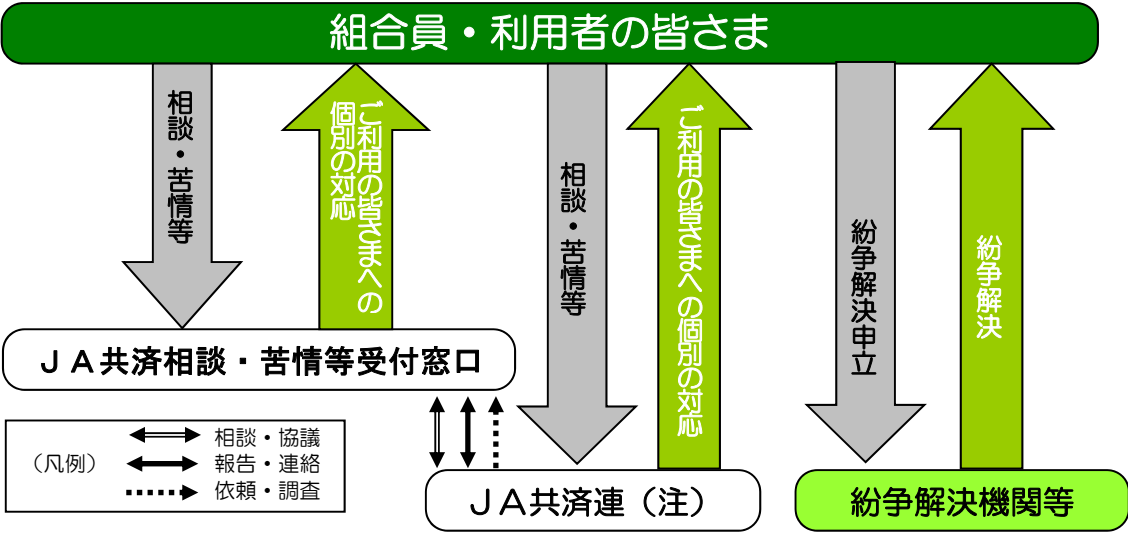 組合員・利用者の皆さま
相談・苦情等
ご利用の皆さまへの
個別の対応
相談・苦情等
ご利用の皆さまへの個別の対応
紛争解決申立
紛争解決
ＪＡ共済相談・苦情等受付窓口
（凡例）
相談・協議
報告・連絡
依頼・調査
ＪＡ共済連（注）
紛争解決機関等